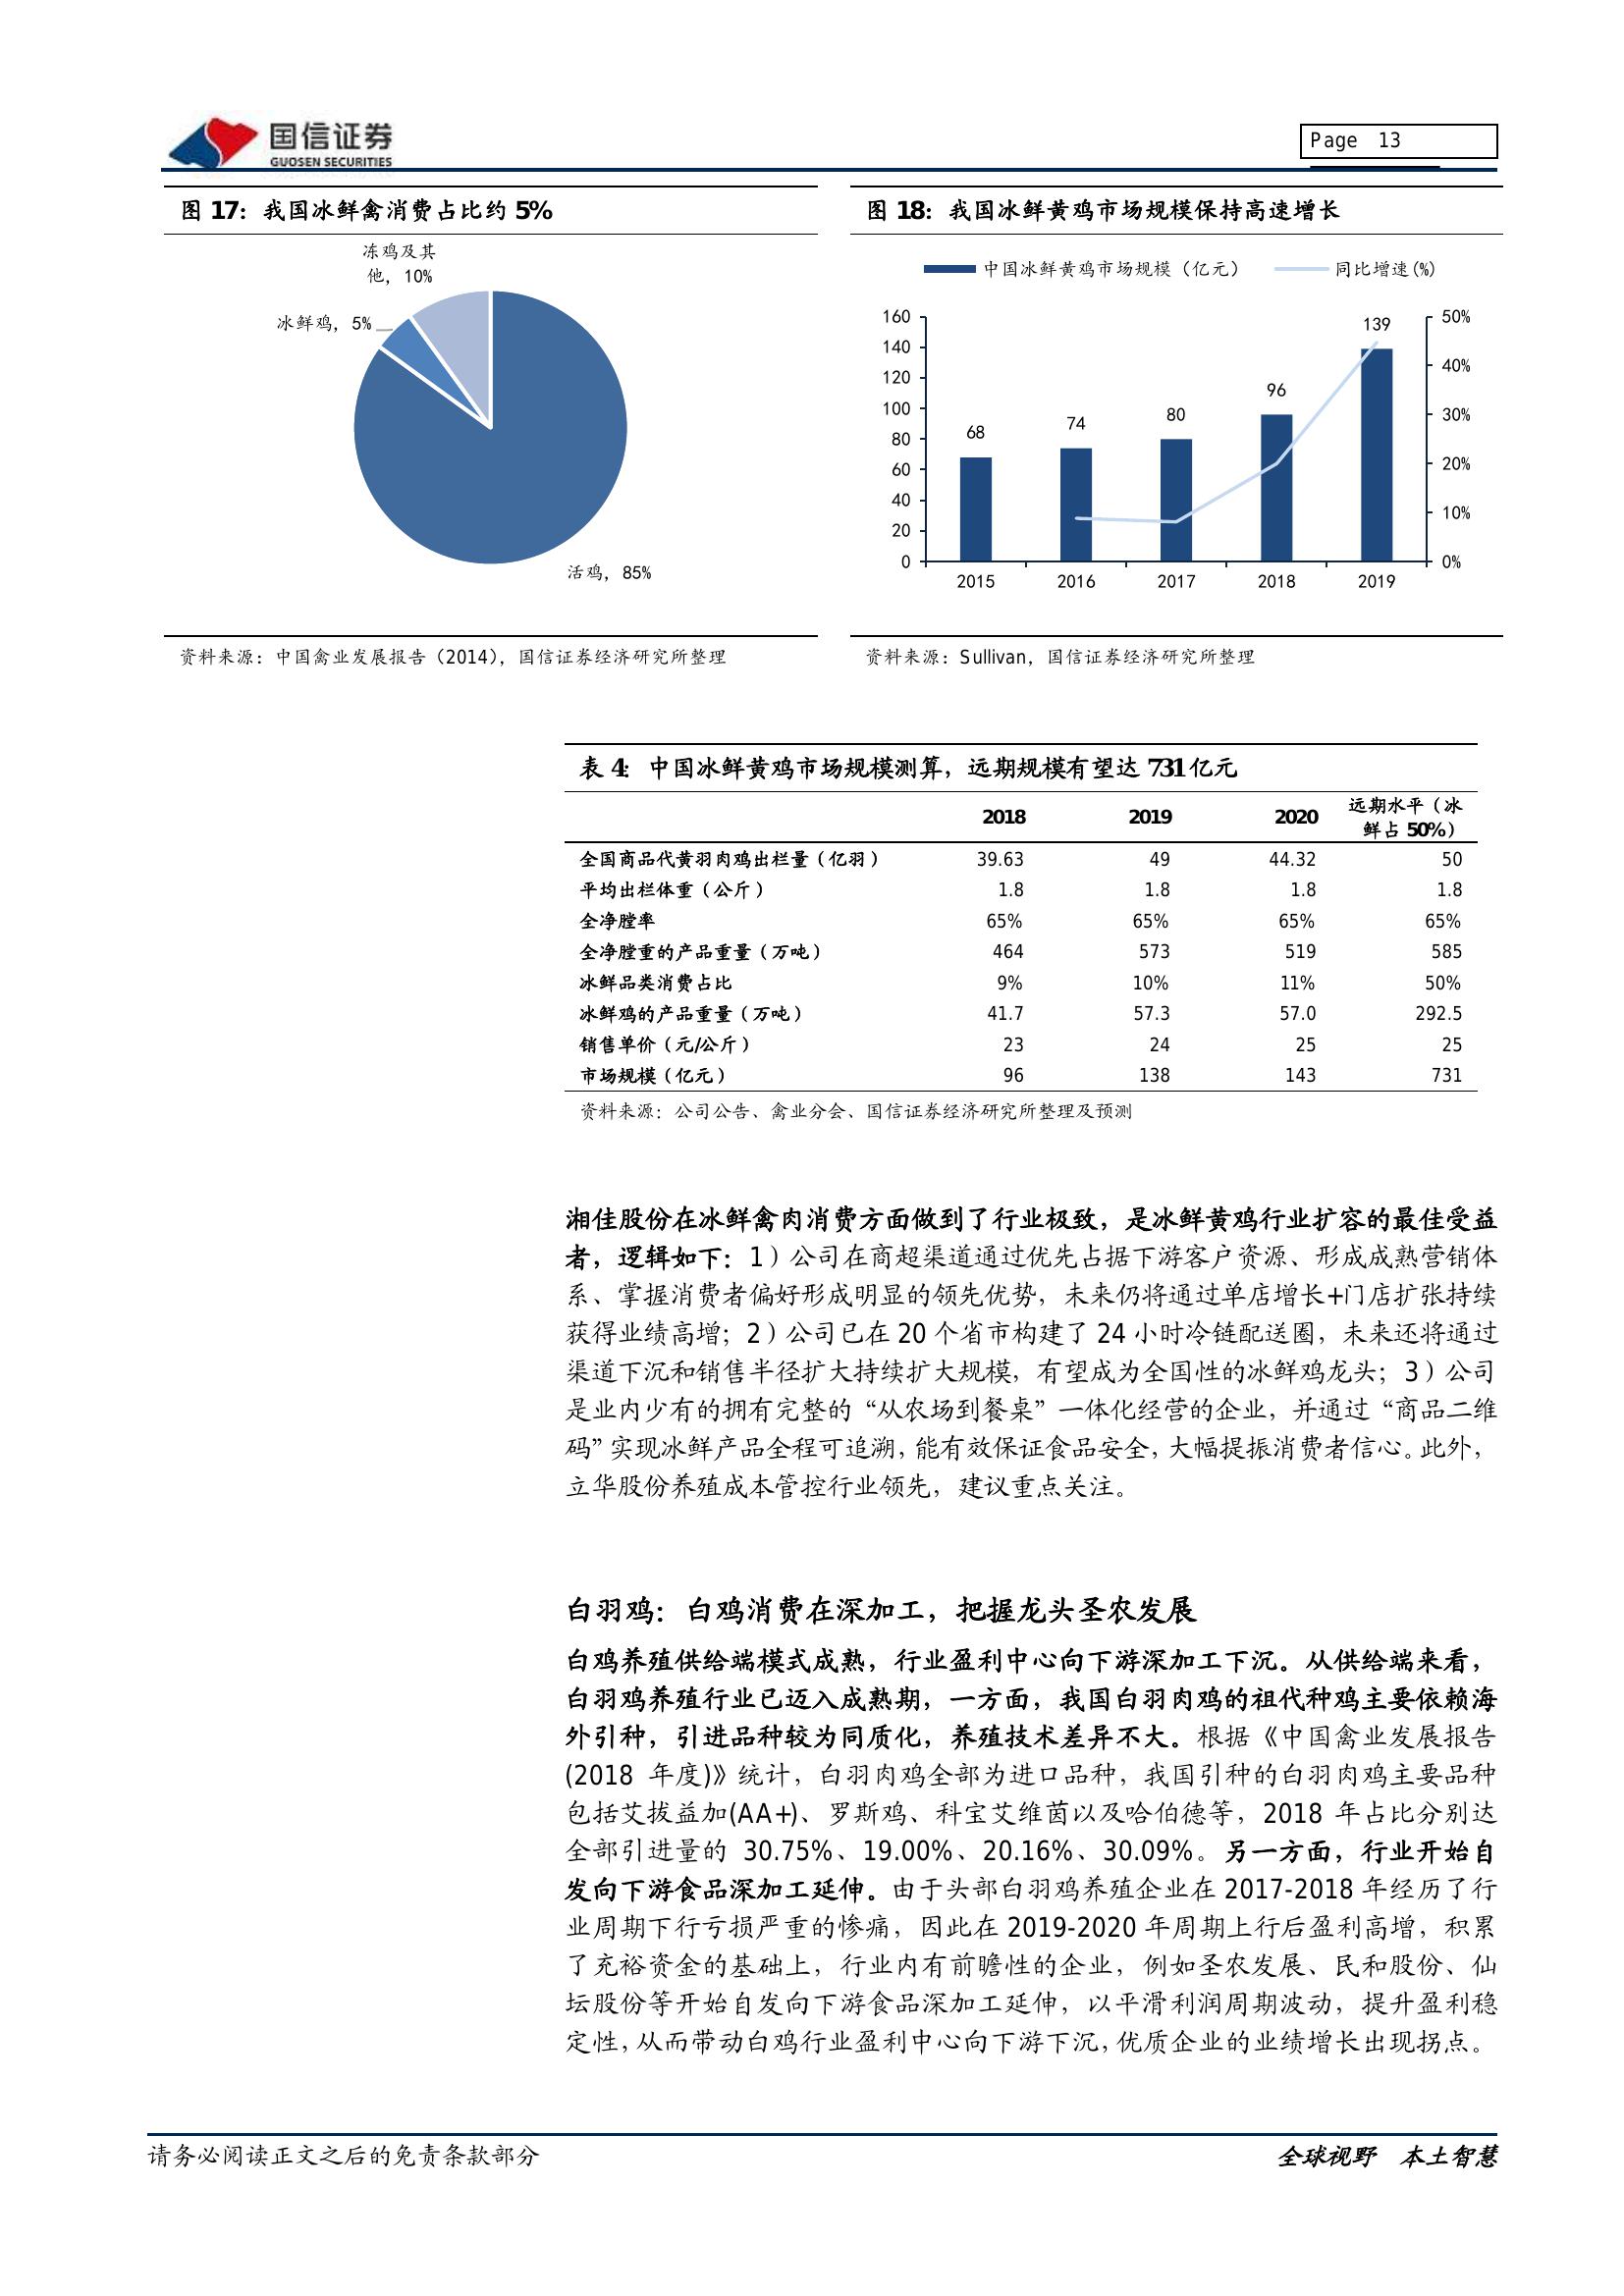 国信证券
GUOSEN SECURITIES
Page 13
图 17：我国冰鲜禽消费占比约 5%
冻鸡及其
他，10%
冰鲜鸡，5%
活鸡，85%
资料来源：中国禽业发展报告（2014），国信证券经济研究所整理
图 18：我国冰鲜黄鸡市场规模保持高速增长
中国冰鲜黄鸡市场规模（亿元） 同比增速(%)
160 139 50%
140 40%
120
100 96 30%
80 68 74 80
60 20%
40 10%
20
0 0%
2015 2016 2017 2018 2019
资料来源：Sullivan，国信证券经济研究所整理
表 4：中国冰鲜黄鸡市场规模测算，远期规模有望达 731亿元
2018 2019 2020 远期水平（冰
鲜占 50%）
全国商品代黄羽肉鸡出栏量（亿羽） 39.63 49 44.32 50
平均出栏体重（公斤） 1.8 1.8 1.8 1.8
全净膛率 65% 65% 65% 65%
全净膛重的产品重量（万吨） 464 573 519 585
冰鲜品类消费占比 9% 10% 11% 50%
冰鲜鸡的产品重量（万吨） 41.7 57.3 57.0 292.5
销售单价（元/公斤） 23 24 25 25
市场规模（亿元） 96 138 143 731
资料来源：公司公告、禽业分会、国信证券经济研究所整理及预测
湘佳股份在冰鲜禽肉消费方面做到了行业极致，是冰鲜黄鸡行业扩容的最佳受益
者，逻辑如下：1）公司在商超渠道通过优先占据下游客户资源、形成成熟营销体
系、掌握消费者偏好形成明显的领先优势，未来仍将通过单店增长+门店扩张持续
获得业绩高增；2）公司已在 20 个省市构建了 24 小时冷链配送圈，未来还将通过
渠道下沉和销售半径扩大持续扩大规模，有望成为全国性的冰鲜鸡龙头；3）公司
是业内少有的拥有完整的“从农场到餐桌”一体化经营的企业，并通过“商品二维
码”实现冰鲜产品全程可追溯，能有效保证食品安全，大幅提振消费者信心。此外，
立华股份养殖成本管控行业领先，建议重点关注。
白羽鸡：白鸡消费在深加工，把握龙头圣农发展
白鸡养殖供给端模式成熟，行业盈利中心向下游深加工下沉。从供给端来看，
白羽鸡养殖行业已迈入成熟期，一方面，我国白羽肉鸡的祖代种鸡主要依赖海
外引种，引进品种较为同质化，养殖技术差异不大。根据《中国禽业发展报告
(2018 年度)》统计，白羽肉鸡全部为进口品种，我国引种的白羽肉鸡主要品种
包括艾拔益加(AA+)、罗斯鸡、科宝艾维茵以及哈伯德等，2018 年占比分别达
全部引进量的 30.75%、19.00%、20.16%、30.09%。另一方面，行业开始自
发向下游食品深加工延伸。由于头部白羽鸡养殖企业在 2017-2018 年经历了行
业周期下行亏损严重的惨痛，因此在 2019-2020 年周期上行后盈利高增，积累
了充裕资金的基础上，行业内有前瞻性的企业，例如圣农发展、民和股份、仙
坛股份等开始自发向下游食品深加工延伸，以平滑利润周期波动，提升盈利稳
定性，从而带动白鸡行业盈利中心向下游下沉，优质企业的业绩增长出现拐点。
请务必阅读正文之后的免责条款部分
全球视野 本土智慧